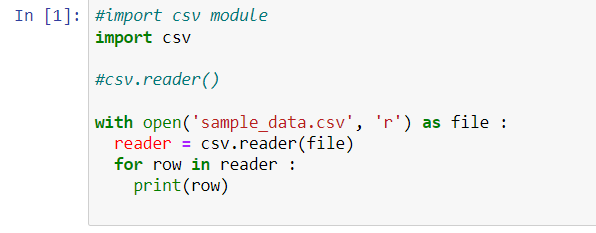 In [1]: #import csv module
import csv
#csv.reader()
with open('sample_data.csv', 'r') as file :
  reader = csv.reader(file)
  for row in reader :
    print(row)